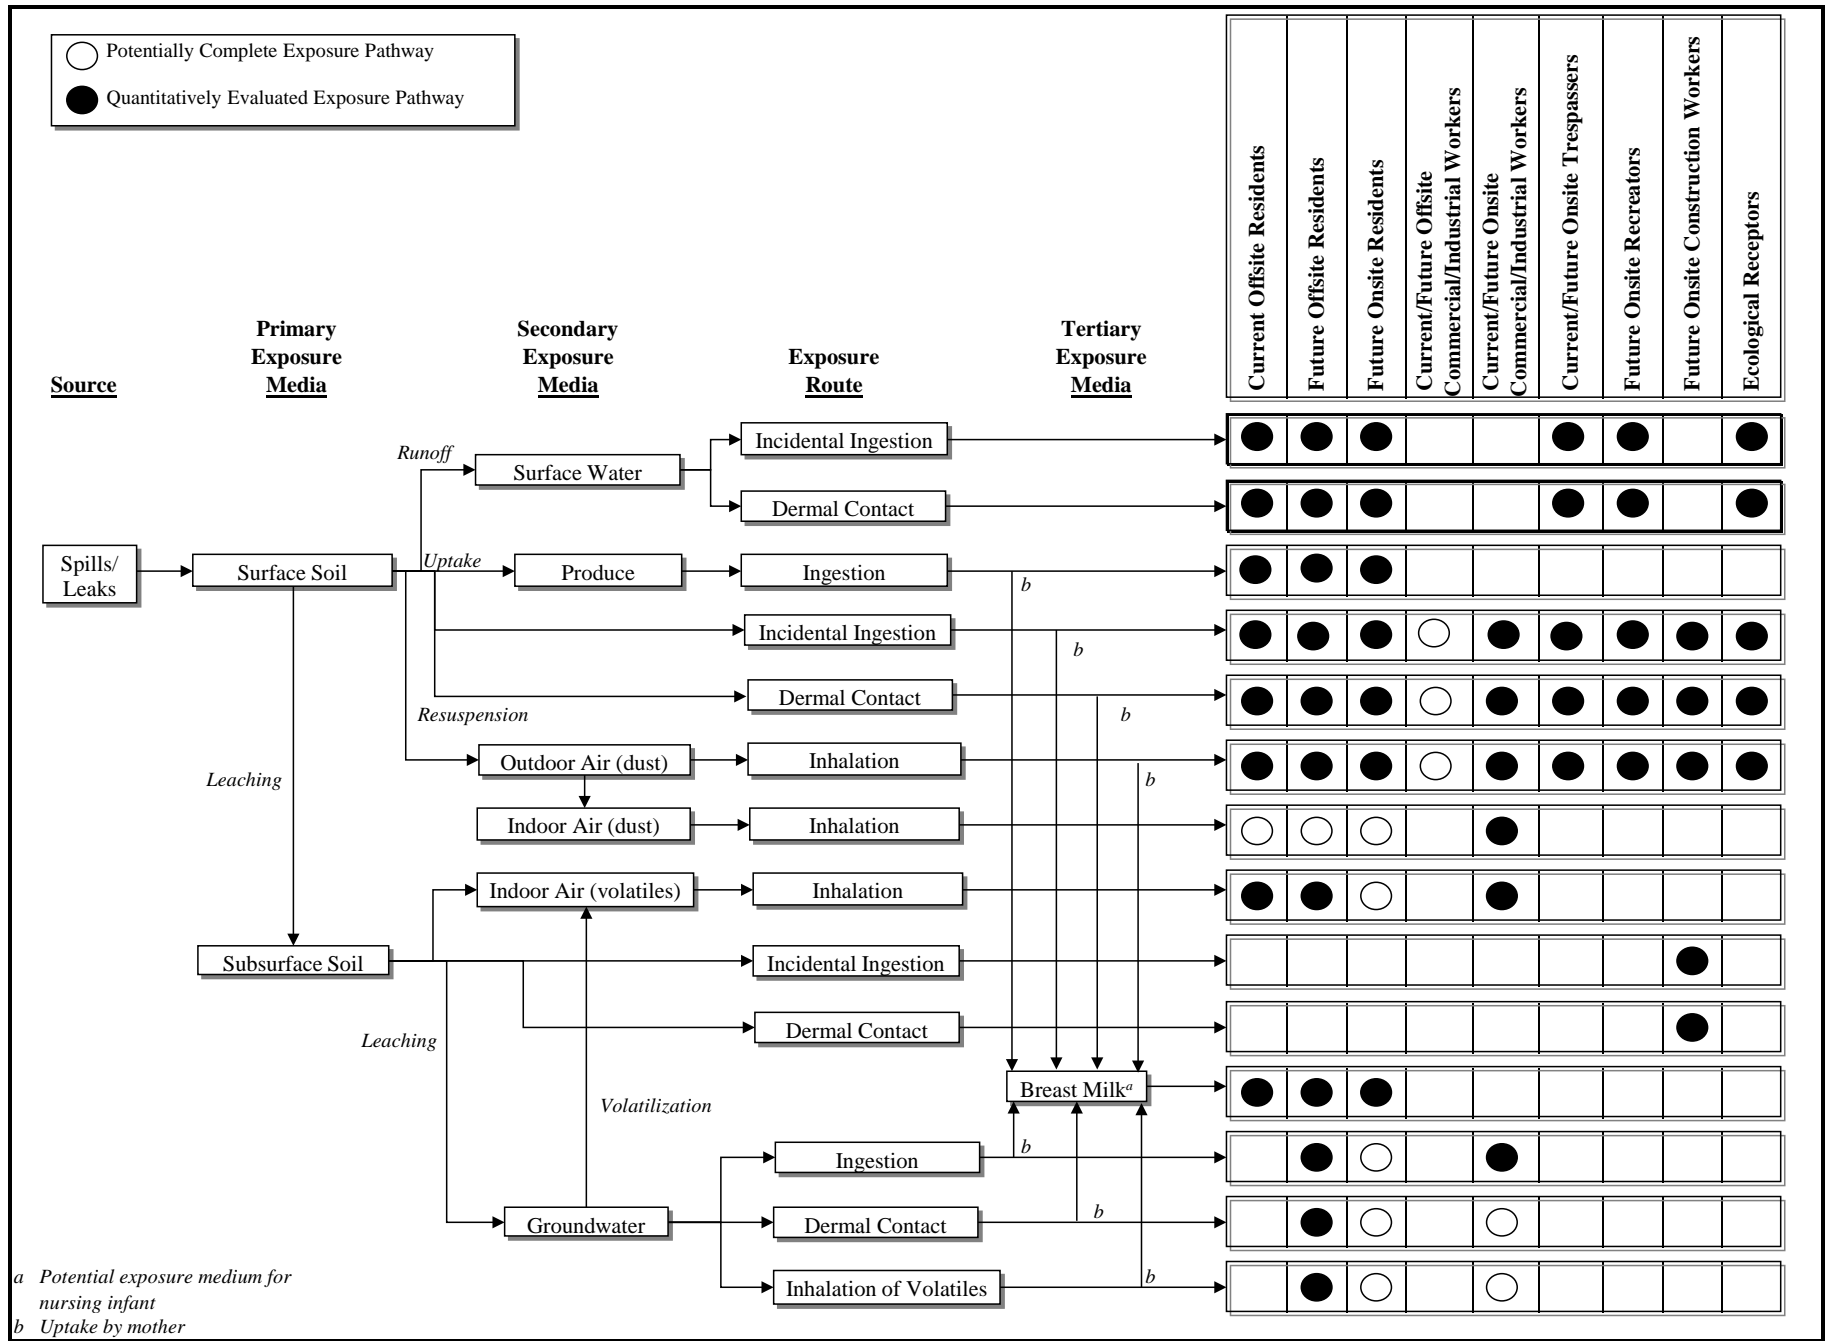 Potentially Complete Exposure Pathway
Quantitatively Evaluated Exposure Pathway
Current Offsite Residents
Future Offsite Residents
Future Onsite Residents
Current/Future Offsite
Commercial/Industrial Workers
Current/Future Onsite
Commercial/Industrial Workers
Current/Future Onsite Trespassers
Future Onsite Recreators
Future Onsite Construction Workers
Ecological Receptors
Source
Primary
Exposure
Media
Secondary
Exposure
Media
Exposure
Route
Tertiary
Exposure
Media
Runoff
Surface Water
Incidental Ingestion
Dermal Contact
Spills/
Leaks
Surface Soil
Uptake
Produce
Ingestion
b
Incidental Ingestion
b
Dermal Contact
b
Resuspension
Outdoor Air (dust)
Inhalation
b
Leaching
Indoor Air (dust)
Inhalation
Indoor Air (volatiles)
Inhalation
Subsurface Soil
Incidental Ingestion
Dermal Contact
Leaching
Breast Milka
Volatilization
Ingestion
b
Groundwater
Dermal Contact
b
Inhalation of Volatiles
b
a Potential exposure medium for
nursing infant
b Uptake by mother